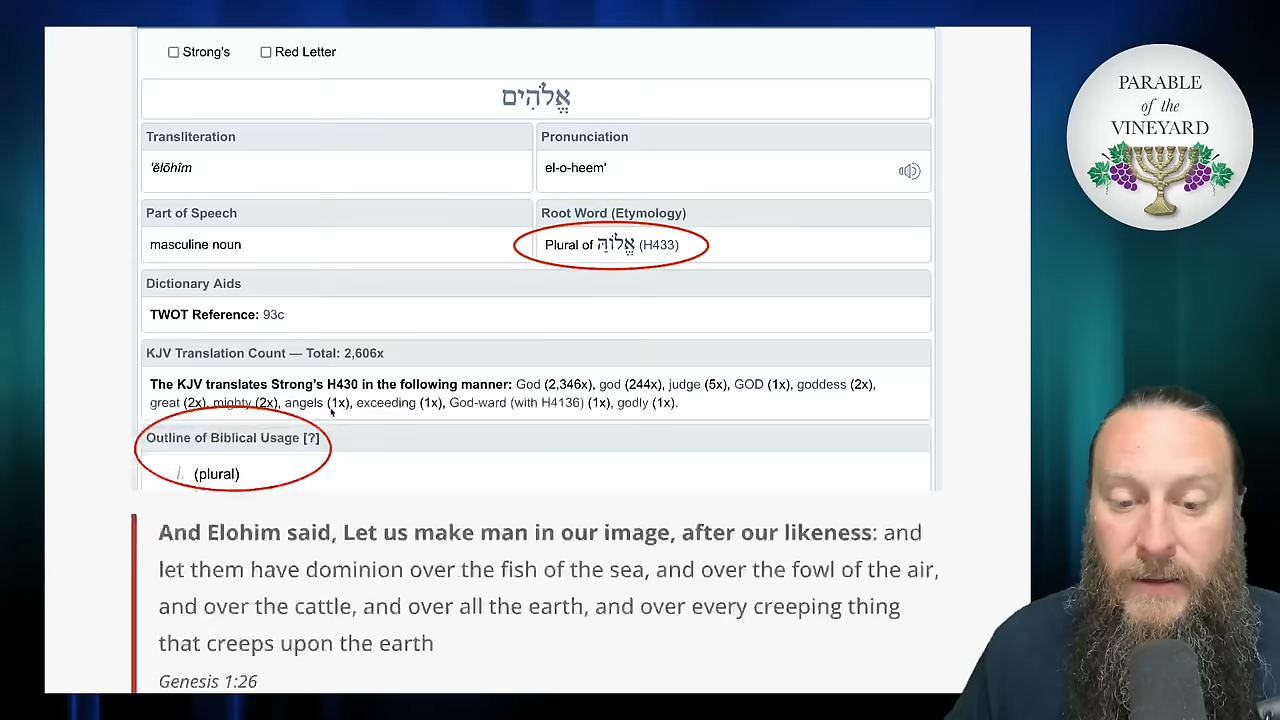 Strong's Red Letter
אֱלֹהִים
Transliteration Pronunciation
'ĕlōhîm el-o-heem'
Part of Speech Root Word (Etymology)
masculine noun Plural of אֱלוֹהַּ (H433)
Dictionary Aids
TWOT Reference: 93c
KJV Translation Count — Total: 2,606x
The KJV translates Strong's H430 in the following manner: God (2,346x), god (244x), judge (5x), GOD (1x), goddess (2x),
great (2x), mighty (2x), angels (1x), exceeding (1x), God-ward (with H4136) (1x), godly (1x).
Outline of Biblical Usage [?]
I. (plural)
And Elohim said, Let us make man in our image, after our likeness: and
let them have dominion over the fish of the sea, and over the fowl of the air,
and over the cattle, and over all the earth, and over every creeping thing
that creeps upon the earth
Genesis 1:26
PARABLE
of the
VINEYARD